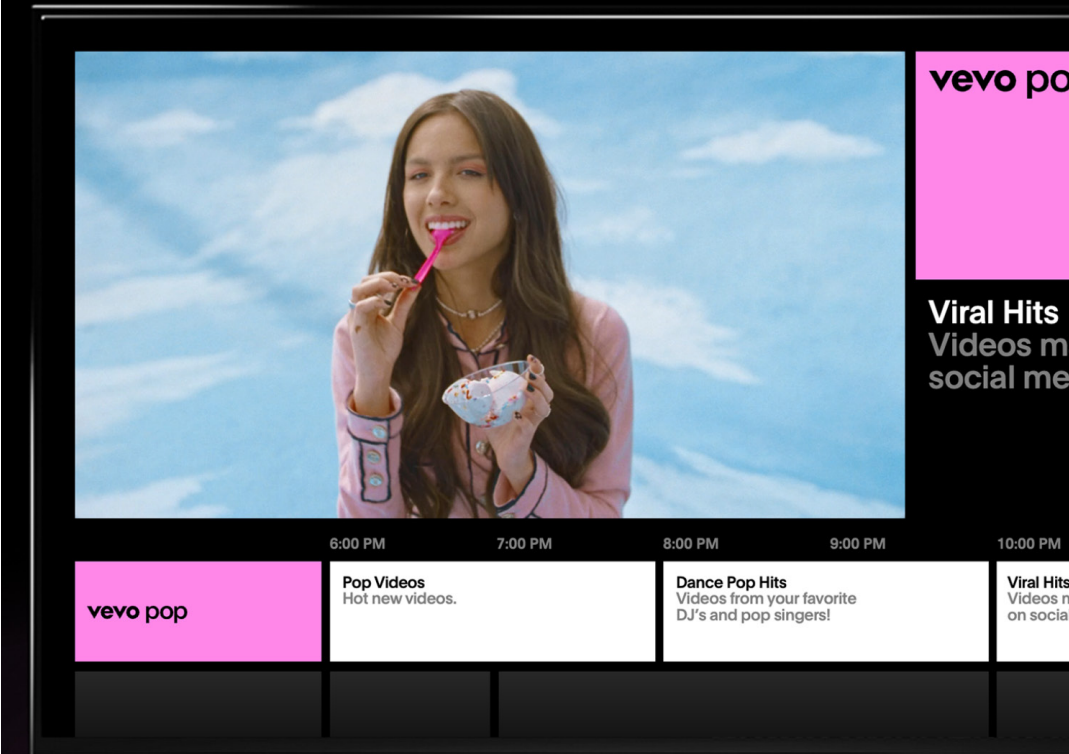 vevo po
Viral Hits
Videos m
social me
6:00 PM 7:00 PM 8:00 PM 9:00 PM 10:00 PM
vevo pop
Pop Videos
Hot new videos.
Dance Pop Hits
Videos from your favorite
DJ's and pop singers!
Viral Hits
Videos m
on socia